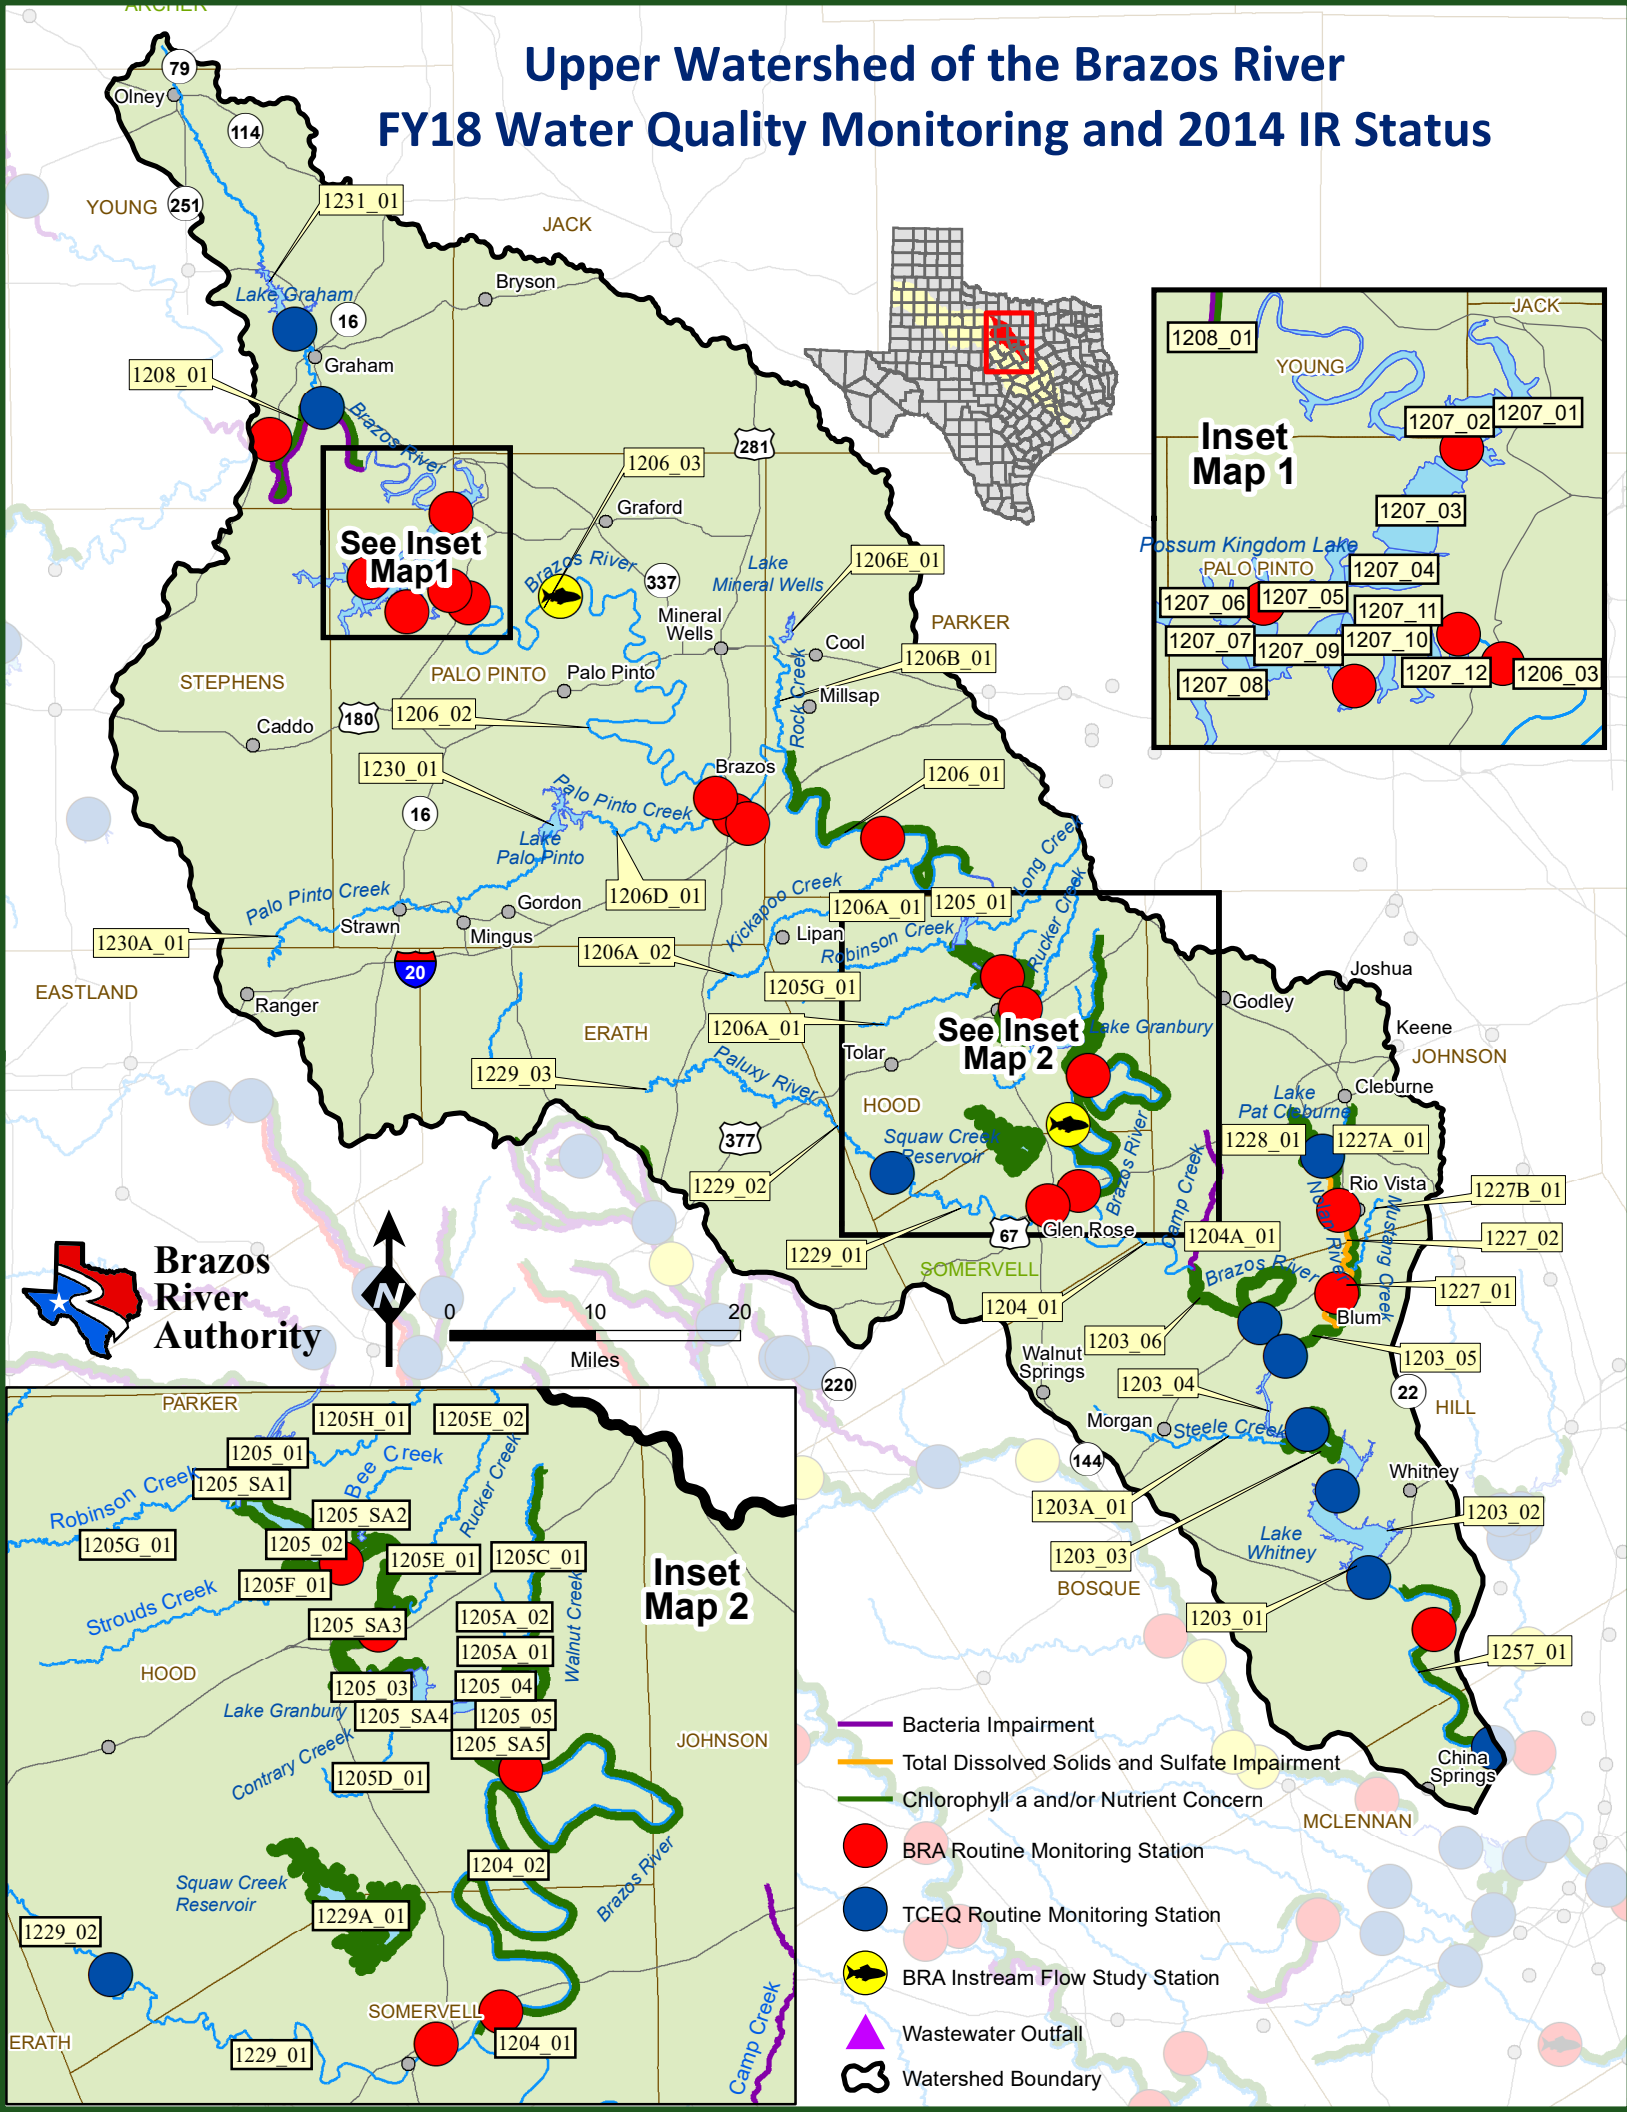 ARCHER
Upper Watershed of the Brazos River
FY18 Water Quality Monitoring and 2014 IR Status
79
Olney
114
YOUNG
251
1231_01
JACK
Bryson
Lake Graham
16
Graham
1208_01
Brazos River
281
1206_03
Graford
See Inset
Map1
Brazos River
337
Lake
Mineral Wells
1206E_01
Mineral
Wells
PARKER
Cool
1206B_01
STEPHENS
PALO PINTO
Palo Pinto
Rock Creek
Millsap
180
1206_02
Caddo
1230_01
Brazos
1206_01
16
Palo Pinto Creek
Lake
Palo Pinto
Long Creek
Palo Pinto Creek
1206D_01
Kickapoo Creek
Rucker Creek
Gordon
Strawn
Mingus
1206A_01
1205_01
1230A_01
1206A_02
Lipan
Robinson Creek
20
1205G_01
Joshua
EASTLAND
Ranger
Godley
ERATH
1206A_01
See Inset
Map 2
Lake Granbury
Keene
JOHNSON
Tolar
Paluxy River
1229_03
Cleburne
Lake
Pat Cleburne
HOOD
377
Squaw Creek
Reservoir
Brazos River
Camp Creek
1228_01
1227A_01
1229_02
Rio Vista
1227B_01
Nolan River
Mustang Creek
Glen Rose
67
1204A_01
1227_02
1229_01
SOMERVELL
Brazos River
1227_01
1204_01
Blum
1203_06
1203_05
Walnut
Springs
220
1203_04
22
HILL
Morgan
Steele Creek
144
Whitney
1203A_01
1203_02
Lake
Whitney
1203_03
BOSQUE
1203_01
1257_01
China
Springs
MCLENNAN
Brazos
River
Authority
N
0
10
20
Miles
JACK
1208_01
YOUNG
1207_02
1207_01
Inset
Map 1
1207_03
Possum Kingdom Lake
PALO PINTO
1207_04
1207_06
1207_05
1207_11
1207_07
1207_09
1207_10
1207_08
1207_12
1206_03
PARKER
1205H_01
1205E_02
1205_01
Bee Creek
Rucker Creek
Robinson Creek
1205_SA1
1205_SA2
1205G_01
1205_02
1205E_01
1205C_01
Inset
Map 2
1205F_01
Strouds Creek
1205_SA3
1205A_02
Walnut Creek
1205A_01
HOOD
1205_03
1205_04
Lake Granbury
1205_SA4
1205_05
1205_SA5
JOHNSON
Contrary Creeek
1205D_01
1204_02
Squaw Creek
Reservoir
Brazos River
1229A_01
1229_02
SOMERVELL
ERATH
1229_01
1204_01
Camp Creek
Bacteria Impairment
Total Dissolved Solids and Sulfate Impairment
Chlorophyll a and/or Nutrient Concern
BRA Routine Monitoring Station
TCEQ Routine Monitoring Station
BRA Instream Flow Study Station
Wastewater Outfall
Watershed Boundary